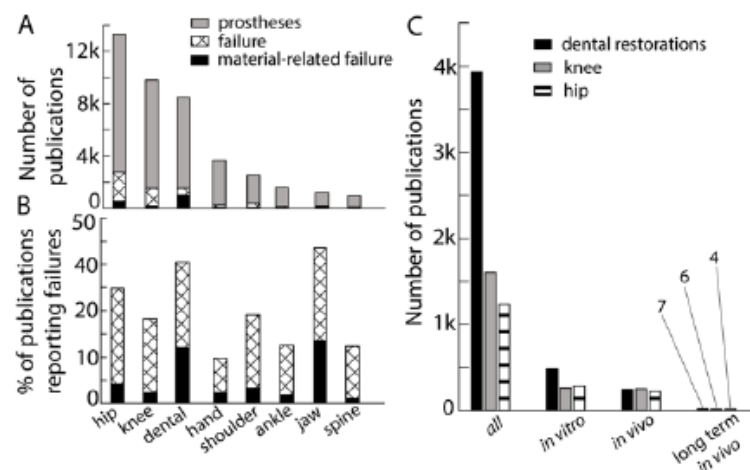 A
prostheses
failure
material-related failure
12k
8k
4k
0
Number of
publications
B
50
40
20
10
0
% of publications
reporting failures
hip
knee
dental
hand
shoulder
ankle
jaw
spine
C
dental restorations
knee
hip
4k
3k
2k
1k
0
Number of publications
7
6
4
all
in vitro
in vivo
long term
in vivo